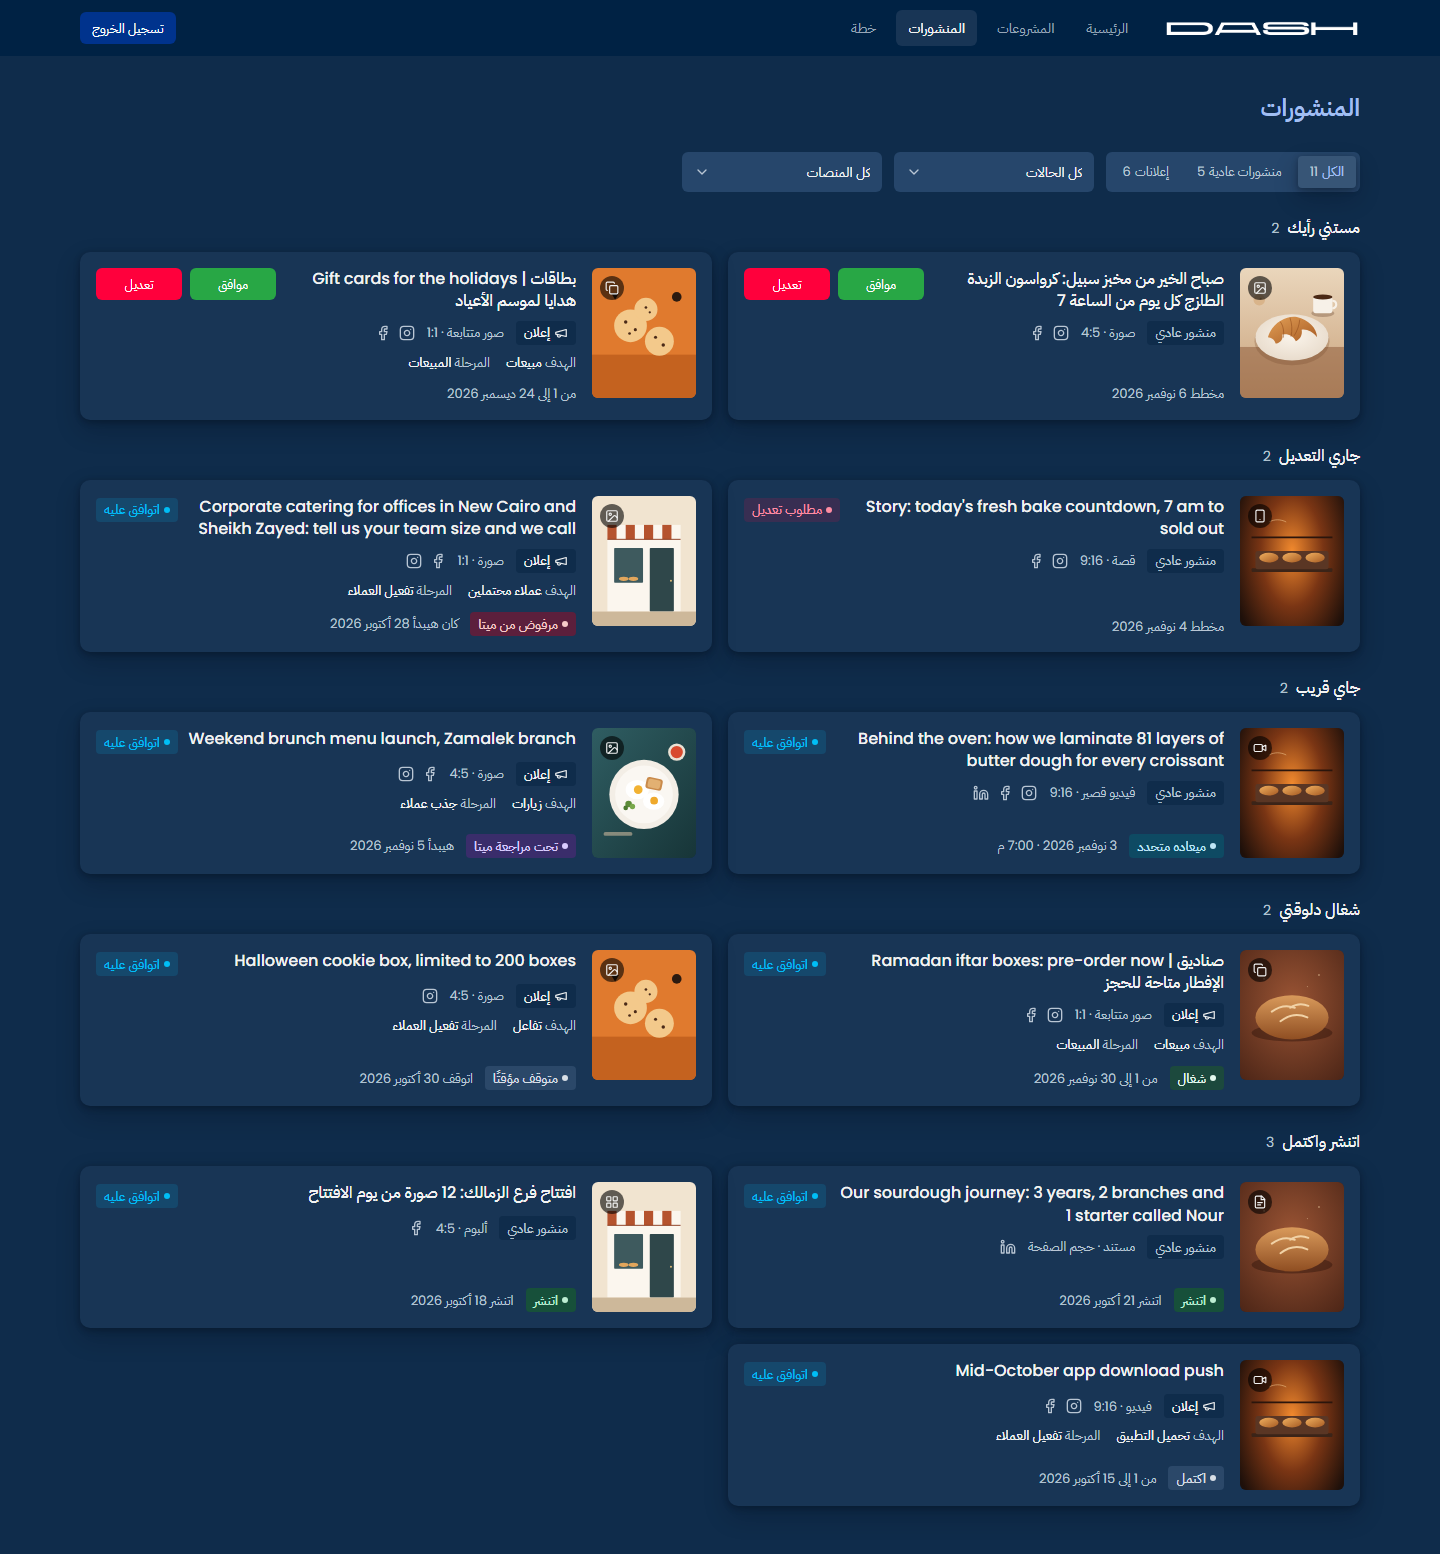 DASH
الرئيسية
المشروعات
المنشورات
خطة
تسجيل الخروج
المنشورات
الكل 11
منشورات عادية 5
إعلانات 6
كل الحالات
كل المنصات
مستني رأيك 2
صباح الخير من مخبز سبيل: كرواسون الزبدة
الطازج كل يوم من الساعة 7
موافق
تعديل
منشور عادي
صورة · 4:5
مخطط 6 نوفمبر 2026
Gift cards for the holidays | بطاقات
هدايا لموسم الأعياد
موافق
تعديل
إعلان
صور متتابعة · 1:1
الهدف مبيعات
المرحلة المبيعات
من 1 إلى 24 ديسمبر 2026
جاري التعديل 2
Story: today's fresh bake countdown, 7 am to
sold out
مطلوب تعديل
منشور عادي
قصة · 9:16
مخطط 4 نوفمبر 2026
Corporate catering for offices in New Cairo and
Sheikh Zayed: tell us your team size and we call
اتوافق عليه
إعلان
صورة · 1:1
الهدف عملاء محتملين
المرحلة تفعيل العملاء
مرفوض من ميتا
كان هيبدأ 28 أكتوبر 2026
جاي قريب 2
Behind the oven: how we laminate 81 layers of
butter dough for every croissant
اتوافق عليه
منشور عادي
فيديو قصير · 9:16
ميعاده متحدد
3 نوفمبر 2026 · 7:00 م
Weekend brunch menu launch, Zamalek branch
اتوافق عليه
إعلان
صورة · 4:5
الهدف زيارات
المرحلة جذب عملاء
تحت مراجعة ميتا
هيبدأ 5 نوفمبر 2026
شغال دلوقتي 2
Ramadan iftar boxes: pre-order now | صناديق
الإفطار متاحة للحجز
اتوافق عليه
إعلان
صور متتابعة · 1:1
الهدف مبيعات
المرحلة المبيعات
شغال
من 1 إلى 30 نوفمبر 2026
Halloween cookie box, limited to 200 boxes
اتوافق عليه
إعلان
صورة · 4:5
الهدف تفاعل
المرحلة تفعيل العملاء
متوقف مؤقتًا
اتوقف 30 أكتوبر 2026
اتنشر واكتمل 3
Our sourdough journey: 3 years, 2 branches and
1 starter called Nour
اتوافق عليه
منشور عادي
مستند · حجم الصفحة
اتنشر
اتنشر 21 أكتوبر 2026
افتتاح فرع الزمالك: 12 صورة من يوم الافتتاح
اتوافق عليه
منشور عادي
ألبوم · 4:5
اتنشر
اتنشر 18 أكتوبر 2026
Mid-October app download push
اتوافق عليه
إعلان
فيديو · 9:16
الهدف تحميل التطبيق
المرحلة تفعيل العملاء
اكتمل
من 1 إلى 15 أكتوبر 2026